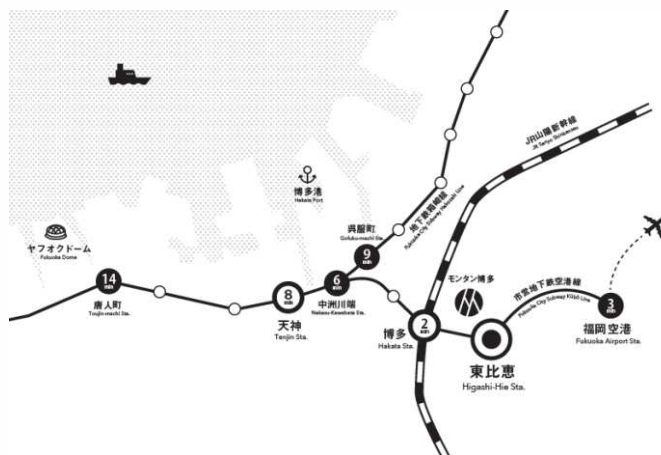 JR山陽新幹線
JR Sanyo Shinkansen
博多港
Hakata Port
呉服町
Gofuku-machi Sta.
9
min
地下鉄箱崎線
Fukuoka City Subway Hakozaki Line
ヤフオクドーム
Fukuoka Dome
14
min
唐人町
Toujin-machi Sta.
8
min
天神
Tenjin Sta.
6
min
中洲川端
Nakasu-Kawabata Sta.
モンタン博多
博多
Hakata Sta.
2
min
市営地下鉄空港線
Fukuoka City Subway Kūkō Line
東比恵
Higashi-Hie Sta.
3
min
福岡空港
Fukuoka Airport Sta.